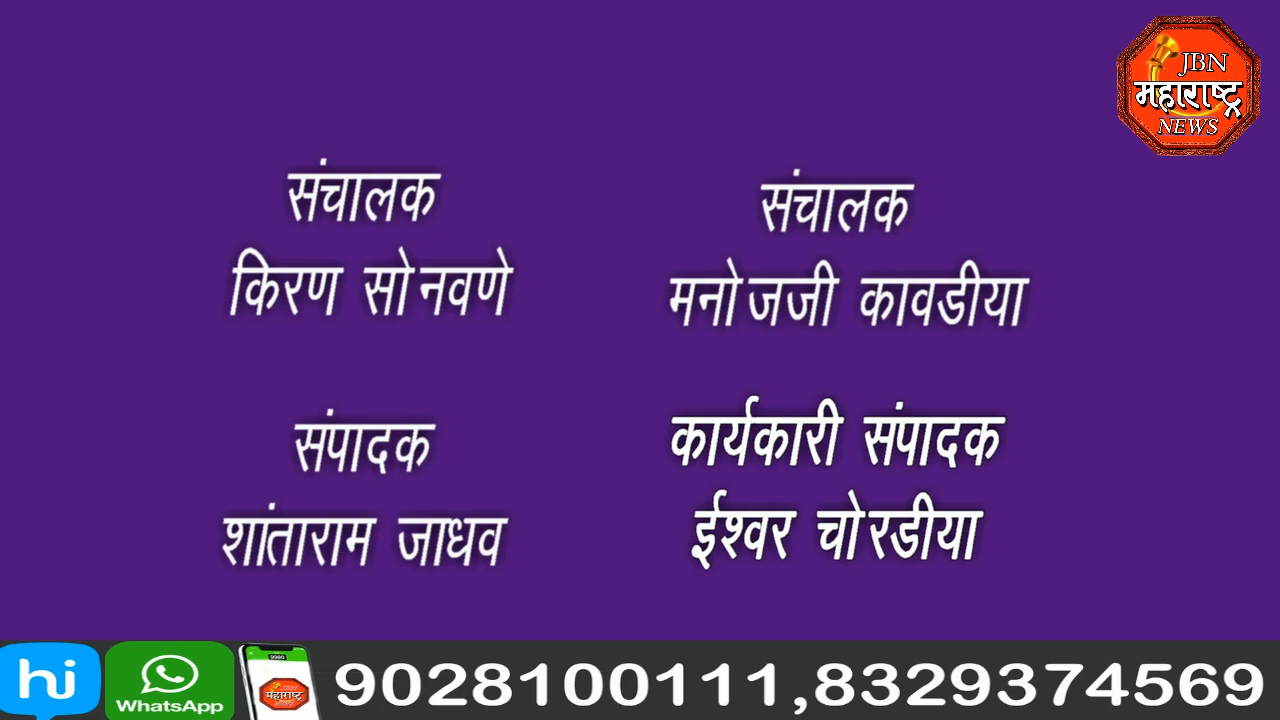 JBN
महाराष्ट्र
NEWS
संचालक
किरण सोनवणे
संचालक
मनोजजी कावडीया
संपादक
शांताराम जाधव
कार्यकारी संपादक
ईश्वर चोरडीया
hi
WhatsApp
महाराष्ट्र
9028100111,8329374569